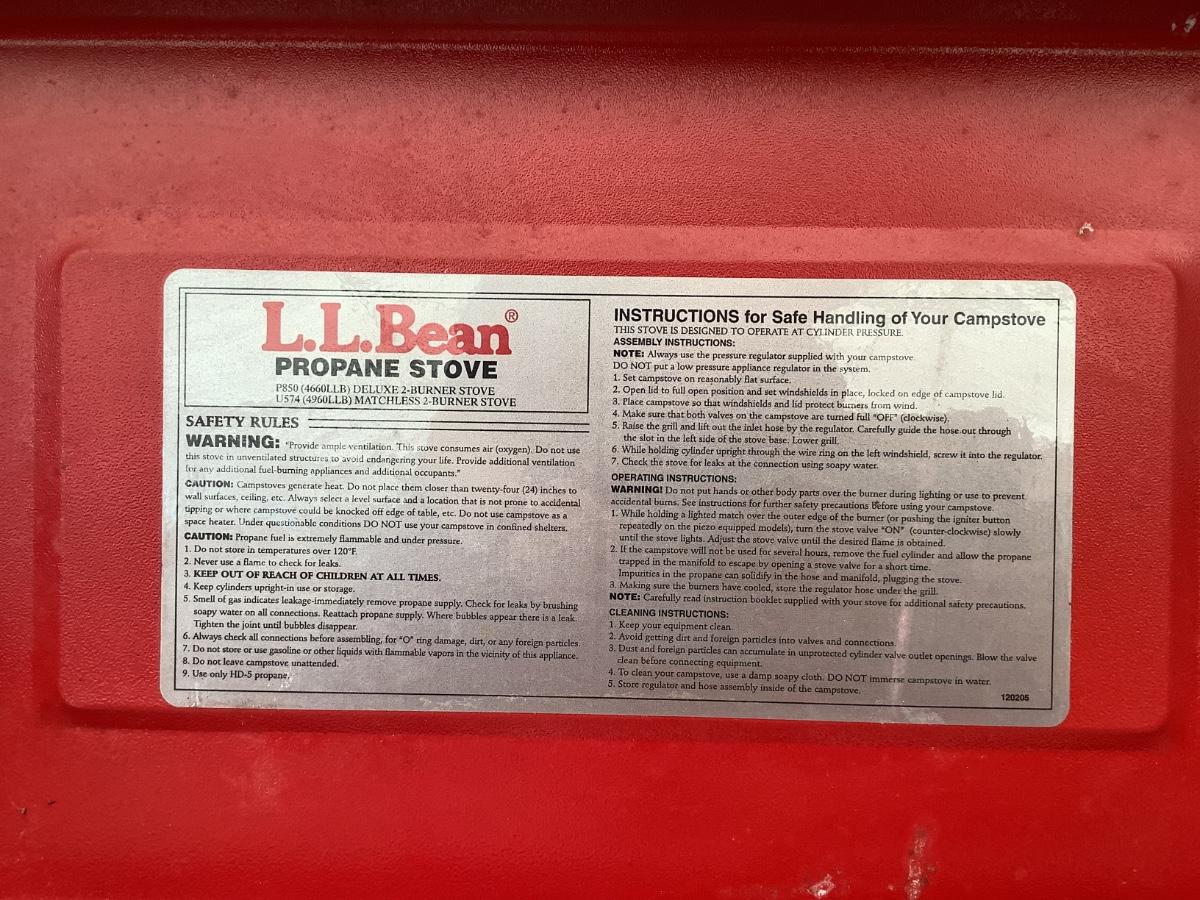 L.L.Bean®
PROPANE STOVE
P850 (4660LLB) DELUXE 2-BURNER STOVE
U574 (4960LLB) MATCHLESS 2-BURNER STOVE
SAFETY RULES
WARNING: "Provide ample ventilation. This stove consumes air (oxygen). Do not use
this stove in unventilated structures to avoid endangering your life. Provide additional ventilation
for any additional fuel-burning appliances and additional occupants."
CAUTION: Campstoves generate heat. Do not place them closer than twenty-four (24) inches to
wall surfaces, ceiling, etc. Always select a level surface and a location that is not prone to accidental
tipping or where campstove could be knocked off edge of table, etc. Do not use campstove as a
space heater. Under questionable conditions DO NOT use your campstove in confined shelters.
CAUTION: Propane fuel is extremely flammable and under pressure.
1. Do not store in temperatures over 120°F.
2. Never use a flame to check for leaks.
3. KEEP OUT OF REACH OF CHILDREN AT ALL TIMES.
4. Keep cylinders upright-in use or storage.
5. Smell of gas indicates leakage-immediately remove propane supply. Check for leaks by brushing
soapy water on all connections. Reattach propane supply. Where bubbles appear there is a leak.
Tighten the joint until bubbles disappear.
6. Always check all connections before assembling, for "O" ring damage, dirt, or any foreign particles.
7. Do not store or use gasoline or other liquids with flammable vapors in the vicinity of this appliance.
8. Do not leave campstove unattended.
9. Use only HD-5 propane.
INSTRUCTIONS for Safe Handling of Your Campstove
THIS STOVE IS DESIGNED TO OPERATE AT CYLINDER PRESSURE.
ASSEMBLY INSTRUCTIONS:
NOTE: Always use the pressure regulator supplied with your campstove.
DO NOT put a low pressure appliance regulator in the system.
1. Set campstove on reasonably flat surface.
2. Open lid to full open position and set windshields in place, locked on edge of campstove lid.
3. Place campstove so that windshields and lid protect burners from wind.
4. Make sure that both valves on the campstove are turned full "OFF" (clockwise).
5. Raise the grill and lift out the inlet hose by the regulator. Carefully guide the hose out through
the slot in the left side of the stove base. Lower grill.
6. While holding cylinder upright through the wire ring on the left windshield, screw it into the regulator.
7. Check the stove for leaks at the connection using soapy water.
OPERATING INSTRUCTIONS:
WARNING! Do not put hands or other body parts over the burner during lighting or use to prevent
accidental burns. See instructions for further safety precautions before using your campstove.
1. While holding a lighted match over the outer edge of the burner (or pushing the igniter button
repeatedly on the piezo equipped models), turn the stove valve "ON" (counter-clockwise) slowly
until the stove lights. Adjust the stove valve until the desired flame is obtained.
2. If the campstove will not be used for several hours, remove the fuel cylinder and allow the propane
trapped in the manifold to escape by opening a stove valve for a short time.
Impurities in the propane can solidify in the hose and manifold, plugging the stove.
3. Making sure the burners have cooled, store the regulator hose under the grill.
NOTE: Carefully read instruction booklet supplied with your stove for additional safety precautions.
CLEANING INSTRUCTIONS:
1. Keep your equipment clean.
2. Avoid getting dirt and foreign particles into valves and connections.
3. Dust and foreign particles can accumulate in unprotected cylinder valve outlet openings. Blow the valve
clean before connecting equipment.
4. To clean your campstove, use a damp soapy cloth. DO NOT immerse campstove in water.
5. Store regulator and hose assembly inside of the campstove.
120205